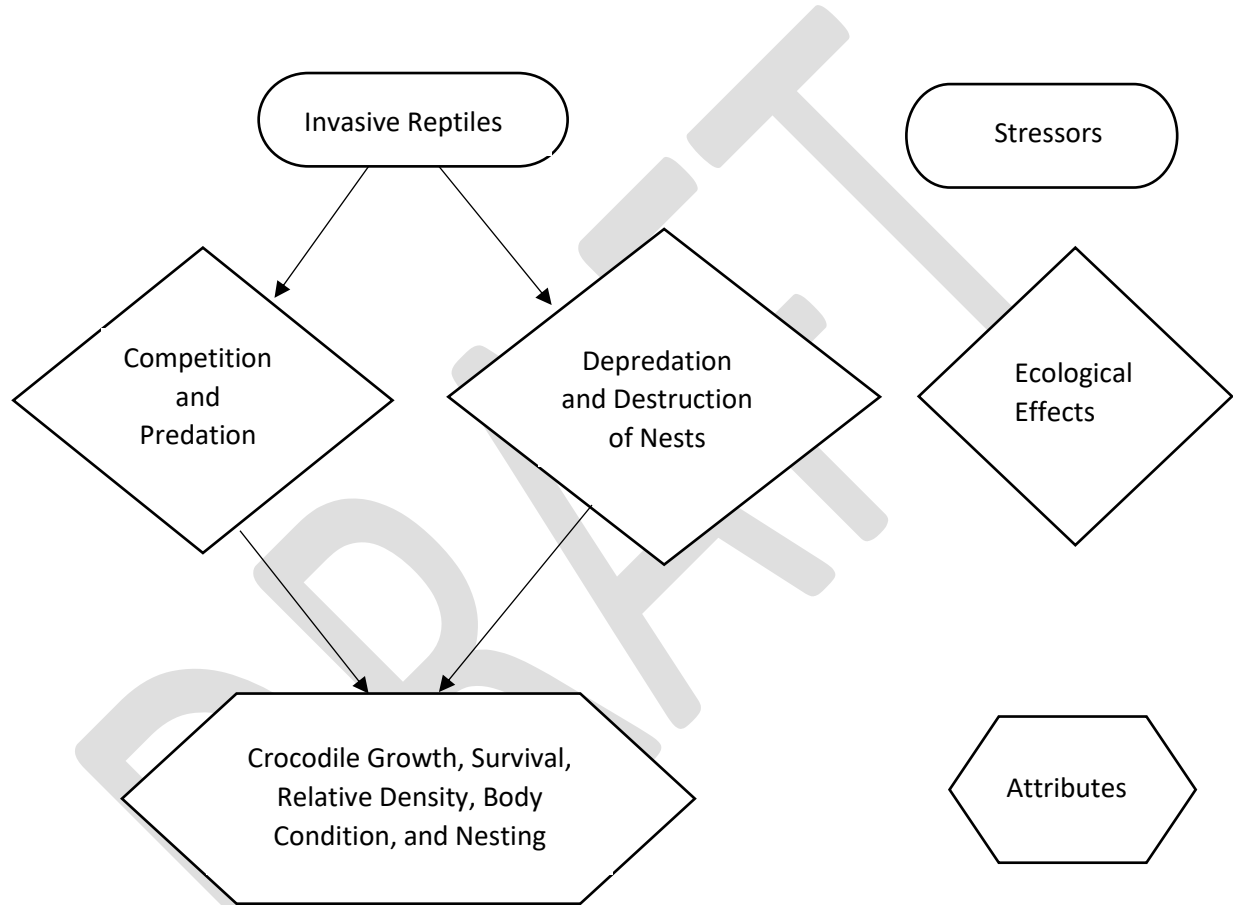 Invasive Reptiles
Stressors
Competition
and
Predation
Depredation
and Destruction
of Nests
Ecological
Effects
Crocodile Growth, Survival,
Relative Density, Body
Condition, and Nesting
Attributes
DRAFT